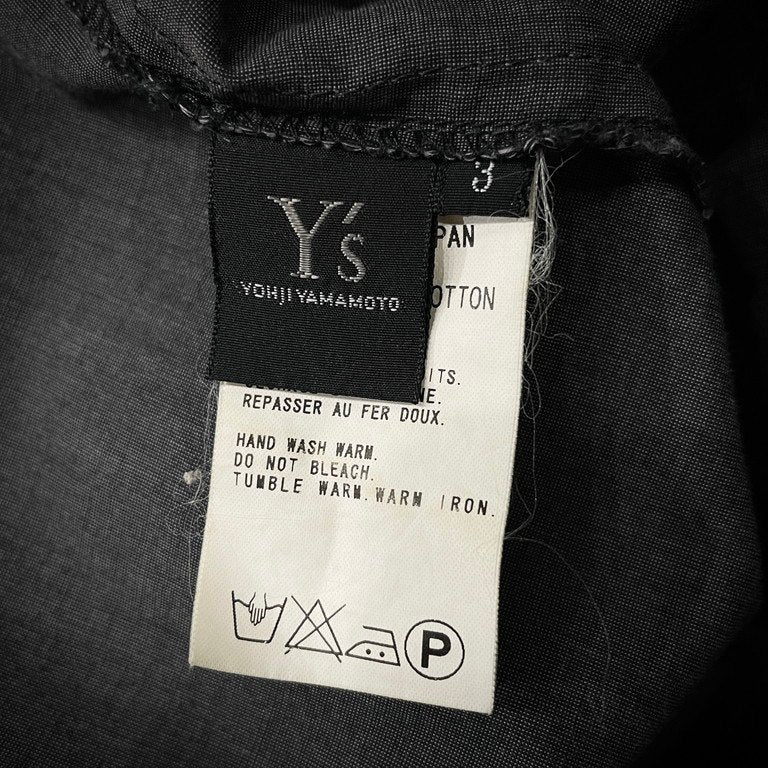 Y's
YOHJI YAMAMOTO
3
PAN
OTTON
ITS.
NE.
REPASSER AU FER DOUX.
HAND WASH WARM.
DO NOT BLEACH.
TUMBLE WARM. WARM IRON.
P